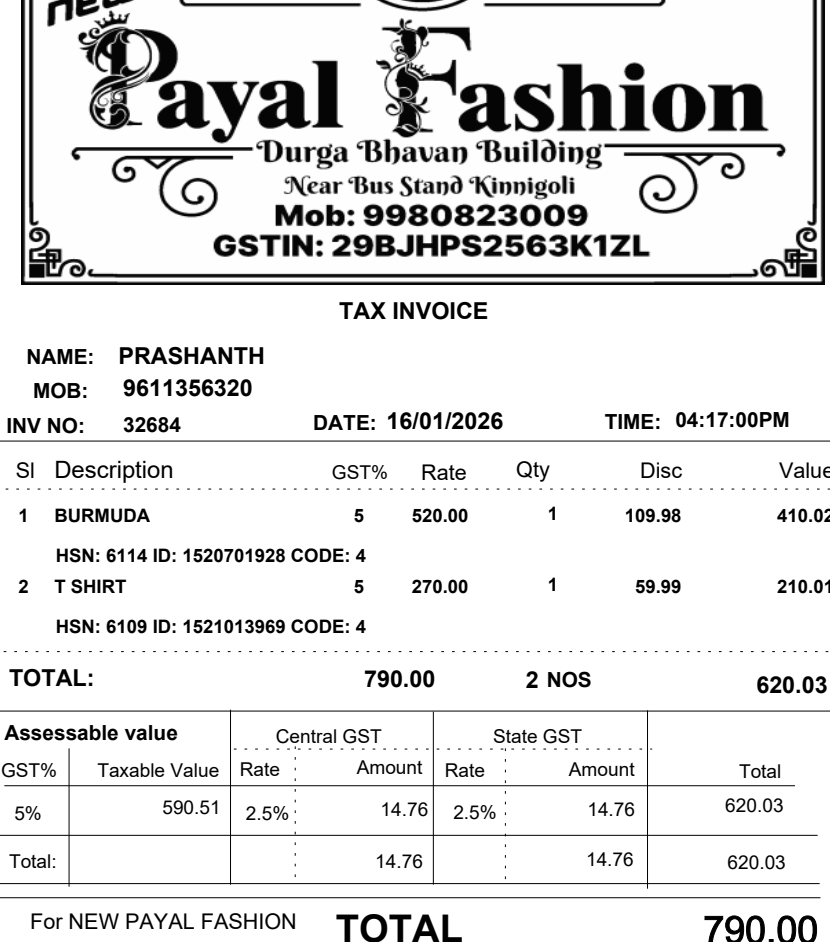 new
Payal Fashion
Durga Bhavan Building
Near Bus Stand Kinnigoli
Mob: 9980823009
GSTIN: 29BJHPS2563K1ZL
TAX INVOICE
NAME: PRASHANTH
MOB: 9611356320
INV NO: 32684 DATE: 16/01/2026 TIME: 04:17:00PM
Sl Description GST% Rate Qty Disc Value
1 BURMUDA 5 520.00 1 109.98 410.02
HSN: 6114 ID: 1520701928 CODE: 4
2 T SHIRT 5 270.00 1 59.99 210.01
HSN: 6109 ID: 1521013969 CODE: 4
TOTAL: 790.00 2 NOS 620.03
Assessable value Central GST State GST
GST% Taxable Value Rate Amount Rate Amount Total
5% 590.51 2.5% 14.76 2.5% 14.76 620.03
Total: 14.76 14.76 620.03
For NEW PAYAL FASHION TOTAL 790.00